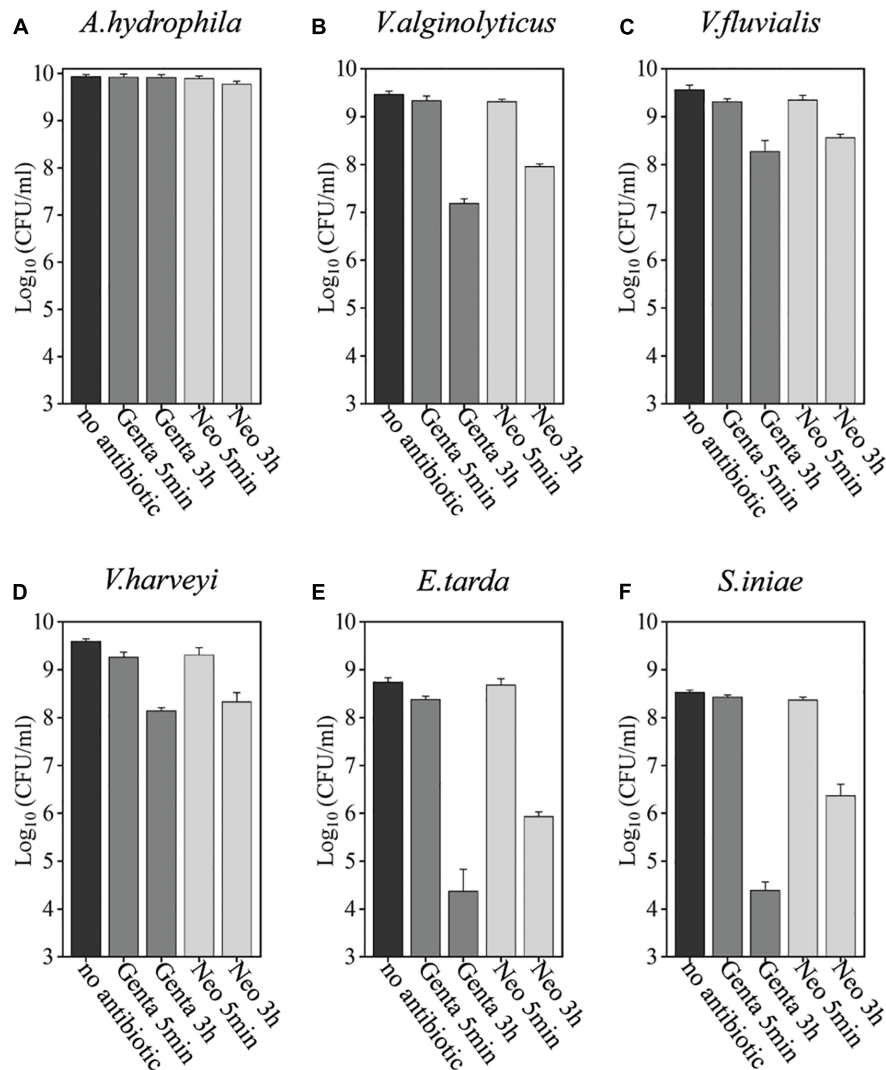 A A.hydrophila
Log10 (CFU/ml)
10
9
8
7
6
5
4
3
no antibiotic
Genta 5min
Genta 3h
Neo 5min
Neo 3h
B V.alginolyticus
Log10 (CFU/ml)
10
9
8
7
6
5
4
3
no antibiotic
Genta 5min
Genta 3h
Neo 5min
Neo 3h
C V.fluvialis
Log10 (CFU/ml)
10
9
8
7
6
5
4
3
no antibiotic
Genta 5min
Genta 3h
Neo 5min
Neo 3h
D V.harveyi
Log10 (CFU/ml)
10
9
8
7
6
5
4
3
no antibiotic
Genta 5min
Genta 3h
Neo 5min
Neo 3h
E E.tarda
Log10 (CFU/ml)
10
9
8
7
6
5
4
3
no antibiotic
Genta 5min
Genta 3h
Neo 5min
Neo 3h
F S.iniae
Log10 (CFU/ml)
10
9
8
7
6
5
4
3
no antibiotic
Genta 5min
Genta 3h
Neo 5min
Neo 3h